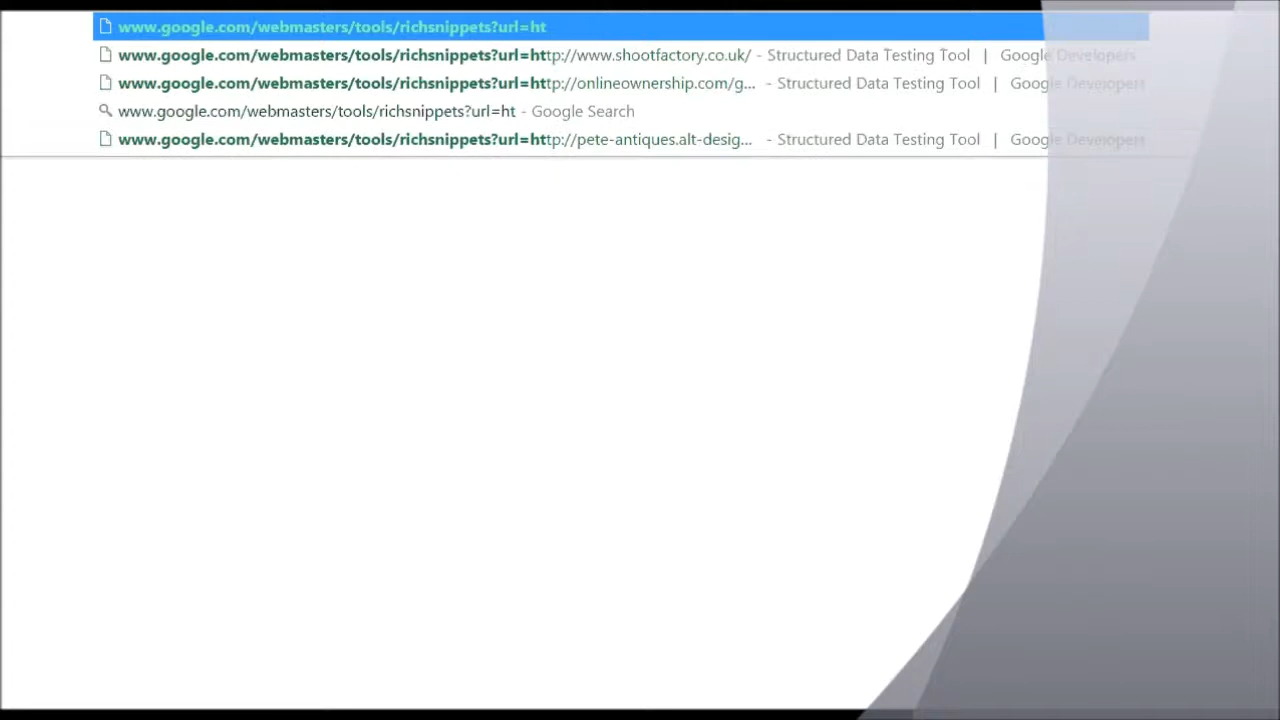 www.google.com/webmasters/tools/richsnippets?url=ht
www.google.com/webmasters/tools/richsnippets?url=http://www.shootfactory.co.uk/ - Structured Data Testing Tool | Google Developers
www.google.com/webmasters/tools/richsnippets?url=http://onlineownership.com/g... - Structured Data Testing Tool | Google Developers
www.google.com/webmasters/tools/richsnippets?url=ht - Google Search
www.google.com/webmasters/tools/richsnippets?url=http://pete-antiques.alt-desig... - Structured Data Testing Tool | Google Developers